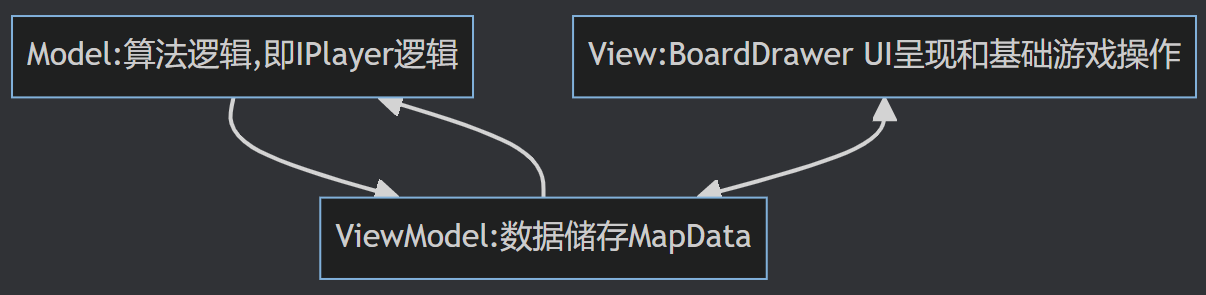 Model:算法逻辑,即IPlayer逻辑
View:BoardDrawer UI呈现和基础游戏操作
ViewModel:数据储存MapData